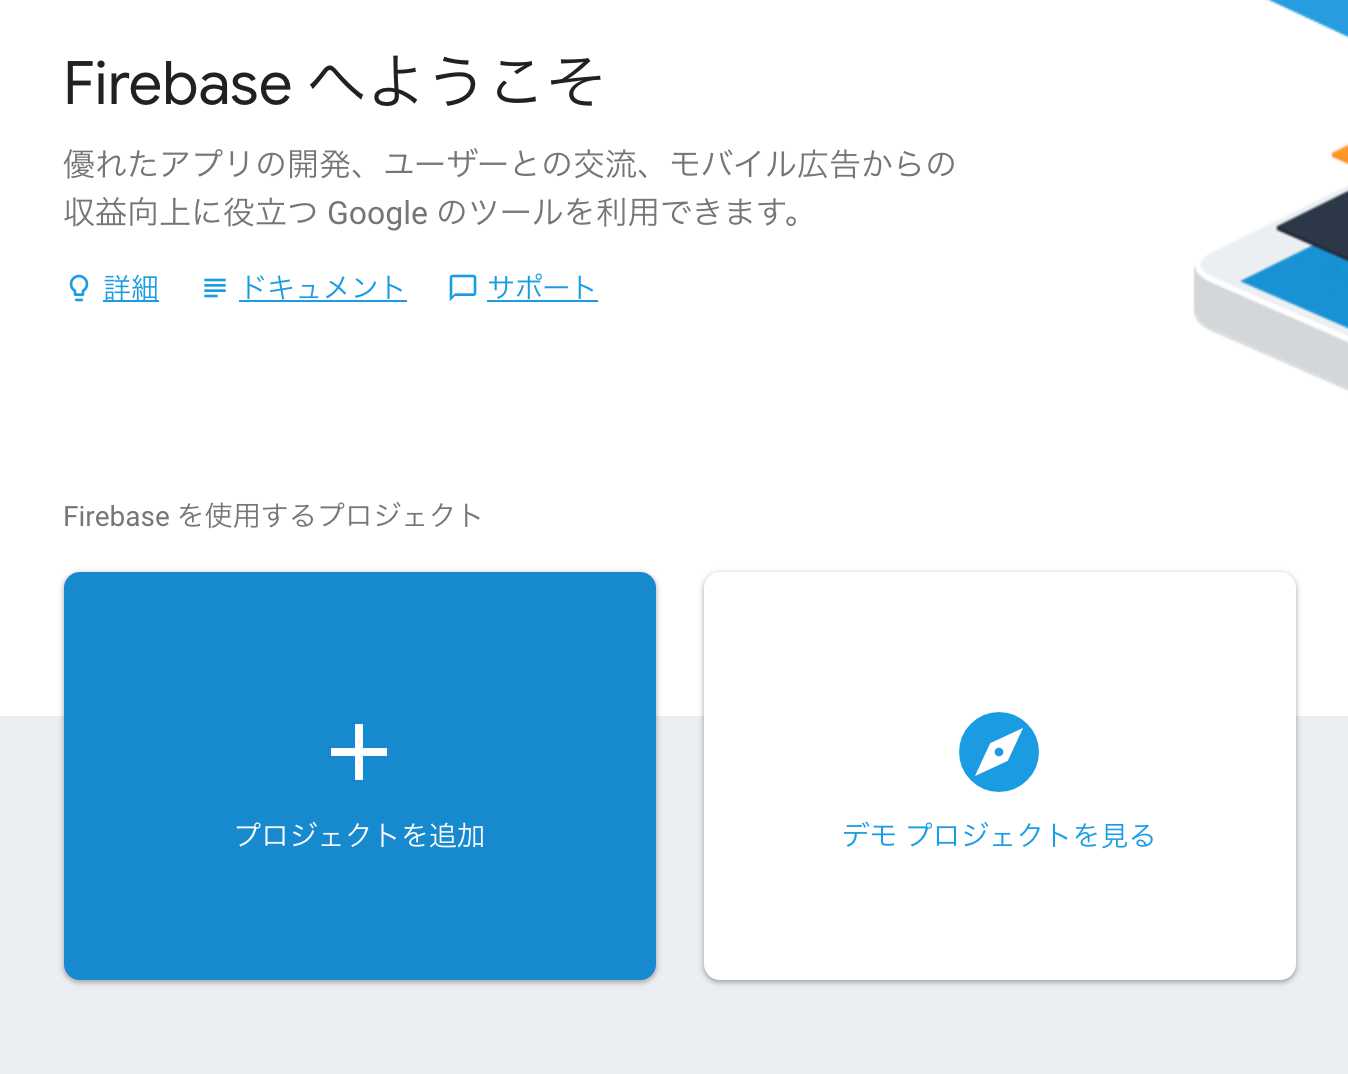 Firebase へようこそ
優れたアプリの開発、ユーザーとの交流、モバイル広告からの
収益向上に役立つ Google のツールを利用できます。
詳細 ドキュメント サポート
Firebase を使用するプロジェクト
プロジェクトを追加
デモ プロジェクトを見る